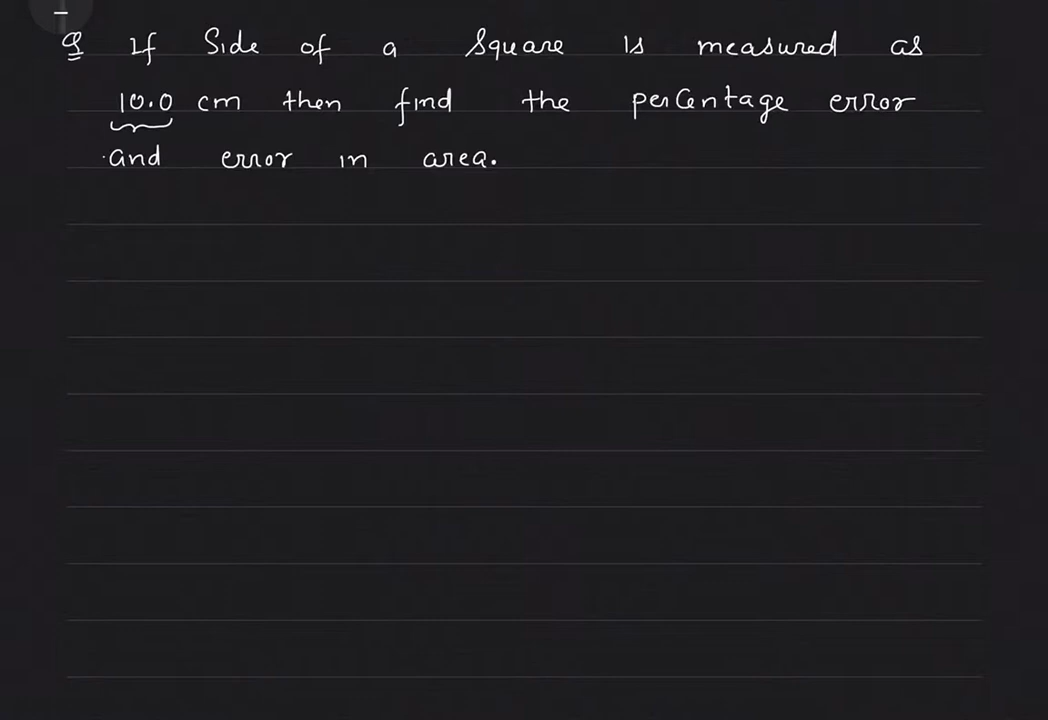 Q If Side of a Square is measured as
10.0 cm then find the percentage error
and error in area.